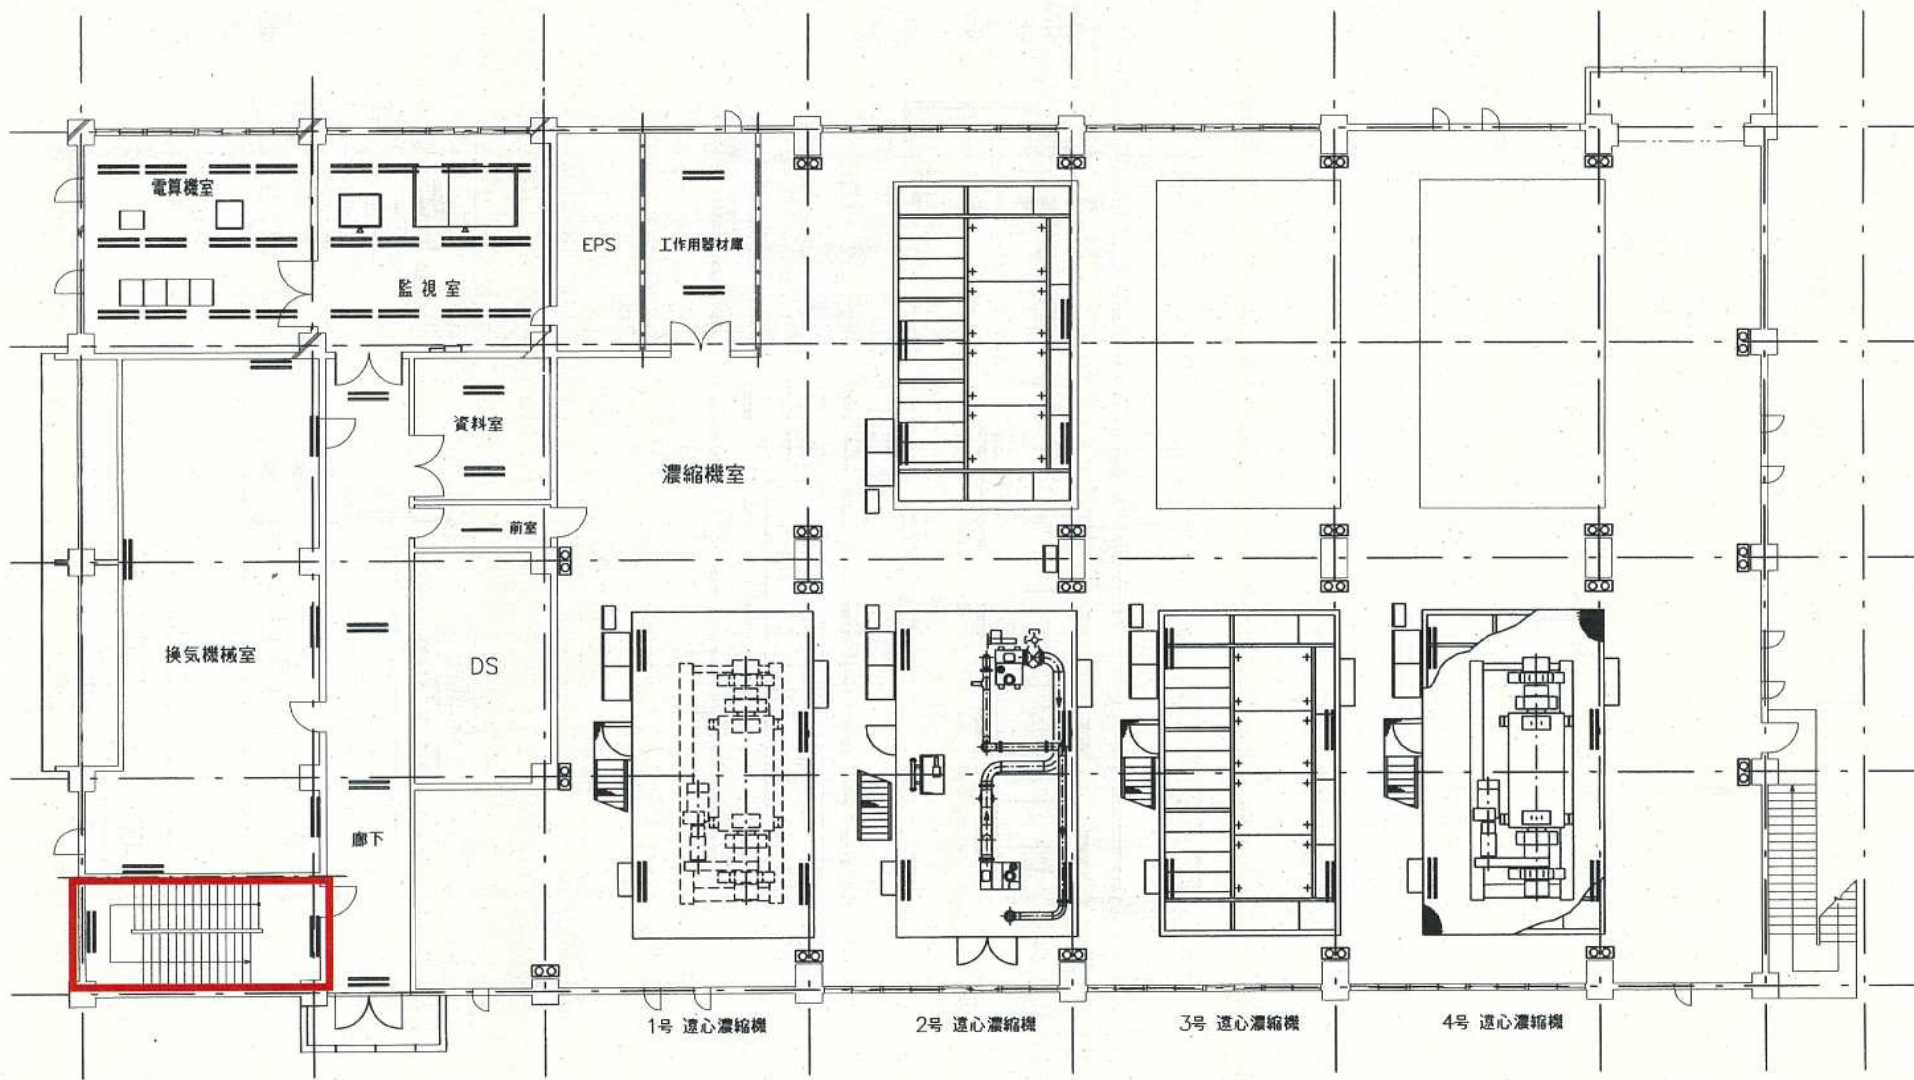 電算機室
監視室
EPS
工作用器材庫
資料室
濃縮機室
前室
換気機械室
DS
廊下
1号 遠心濃縮機
2号 遠心濃縮機
3号 遠心濃縮機
4号 遠心濃縮機